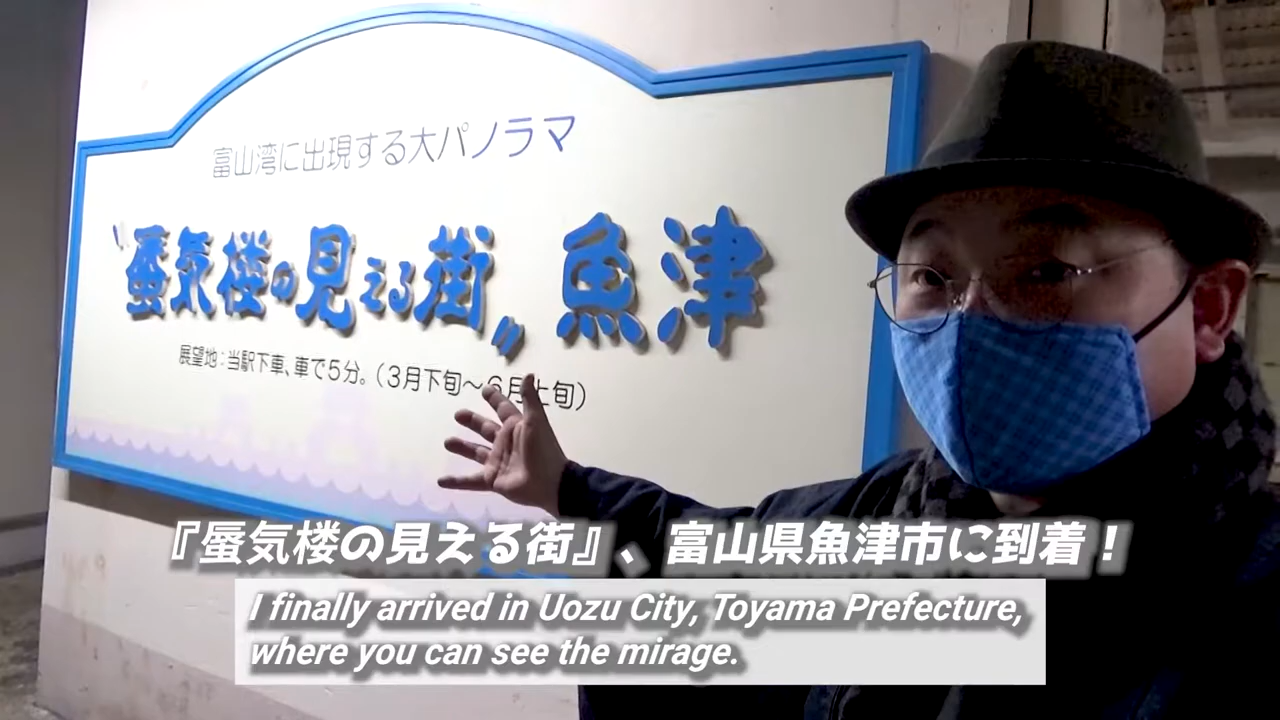 富山湾に出現する大パノラマ
〝蜃気楼の見える街〟魚津
展望地:当駅下車、車で5分。(3月下旬~6月上旬)
『蜃気楼の見える街』、富山県魚津市に到着!
I finally arrived in Uozu City, Toyama Prefecture,
where you can see the mirage.